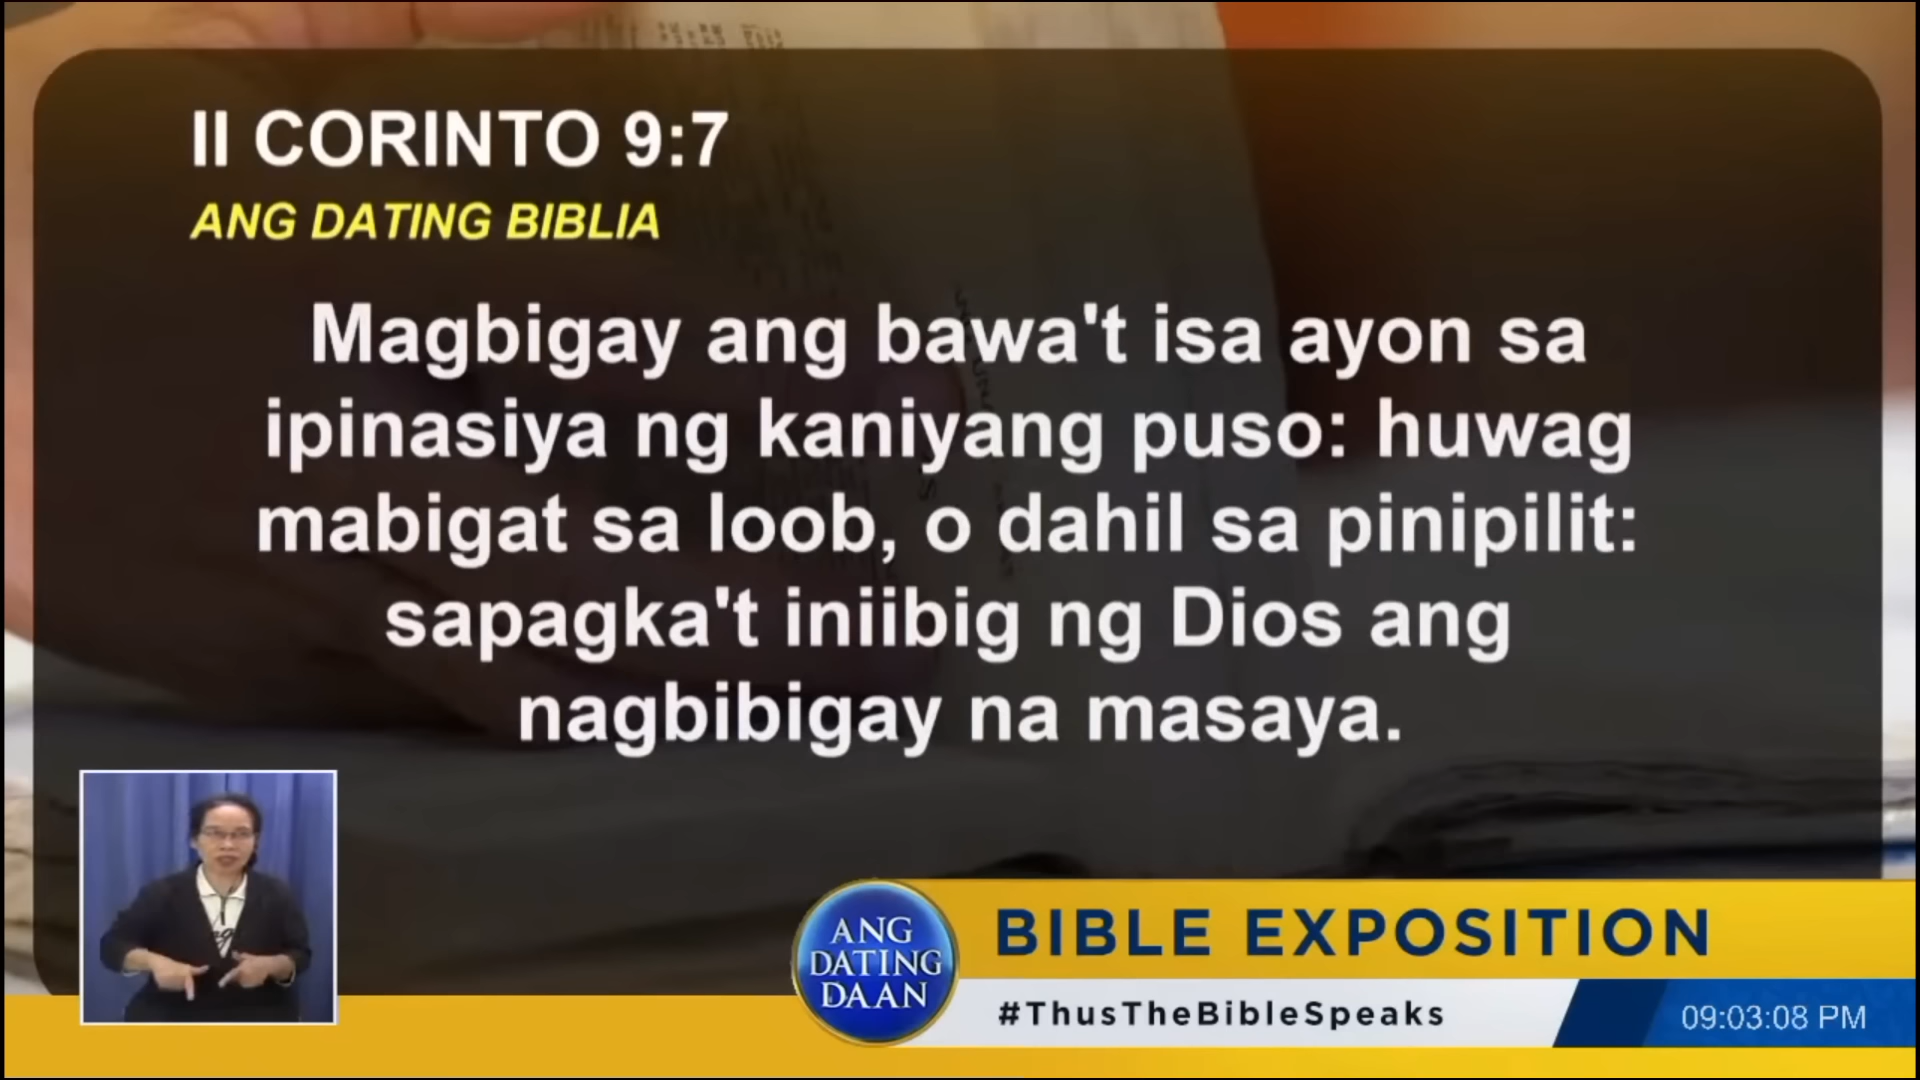 II CORINTO 9:7
ANG DATING BIBLIA
Magbigay ang bawa't isa ayon sa
ipinasiya ng kaniyang puso: huwag
mabigat sa loob, o dahil sa pinipilit:
sapagka't iniibig ng Dios ang
nagbibigay na masaya.
ANG
DATING
DAAN
BIBLE EXPOSITION
#ThusTheBibleSpeaks
09:03:08 PM